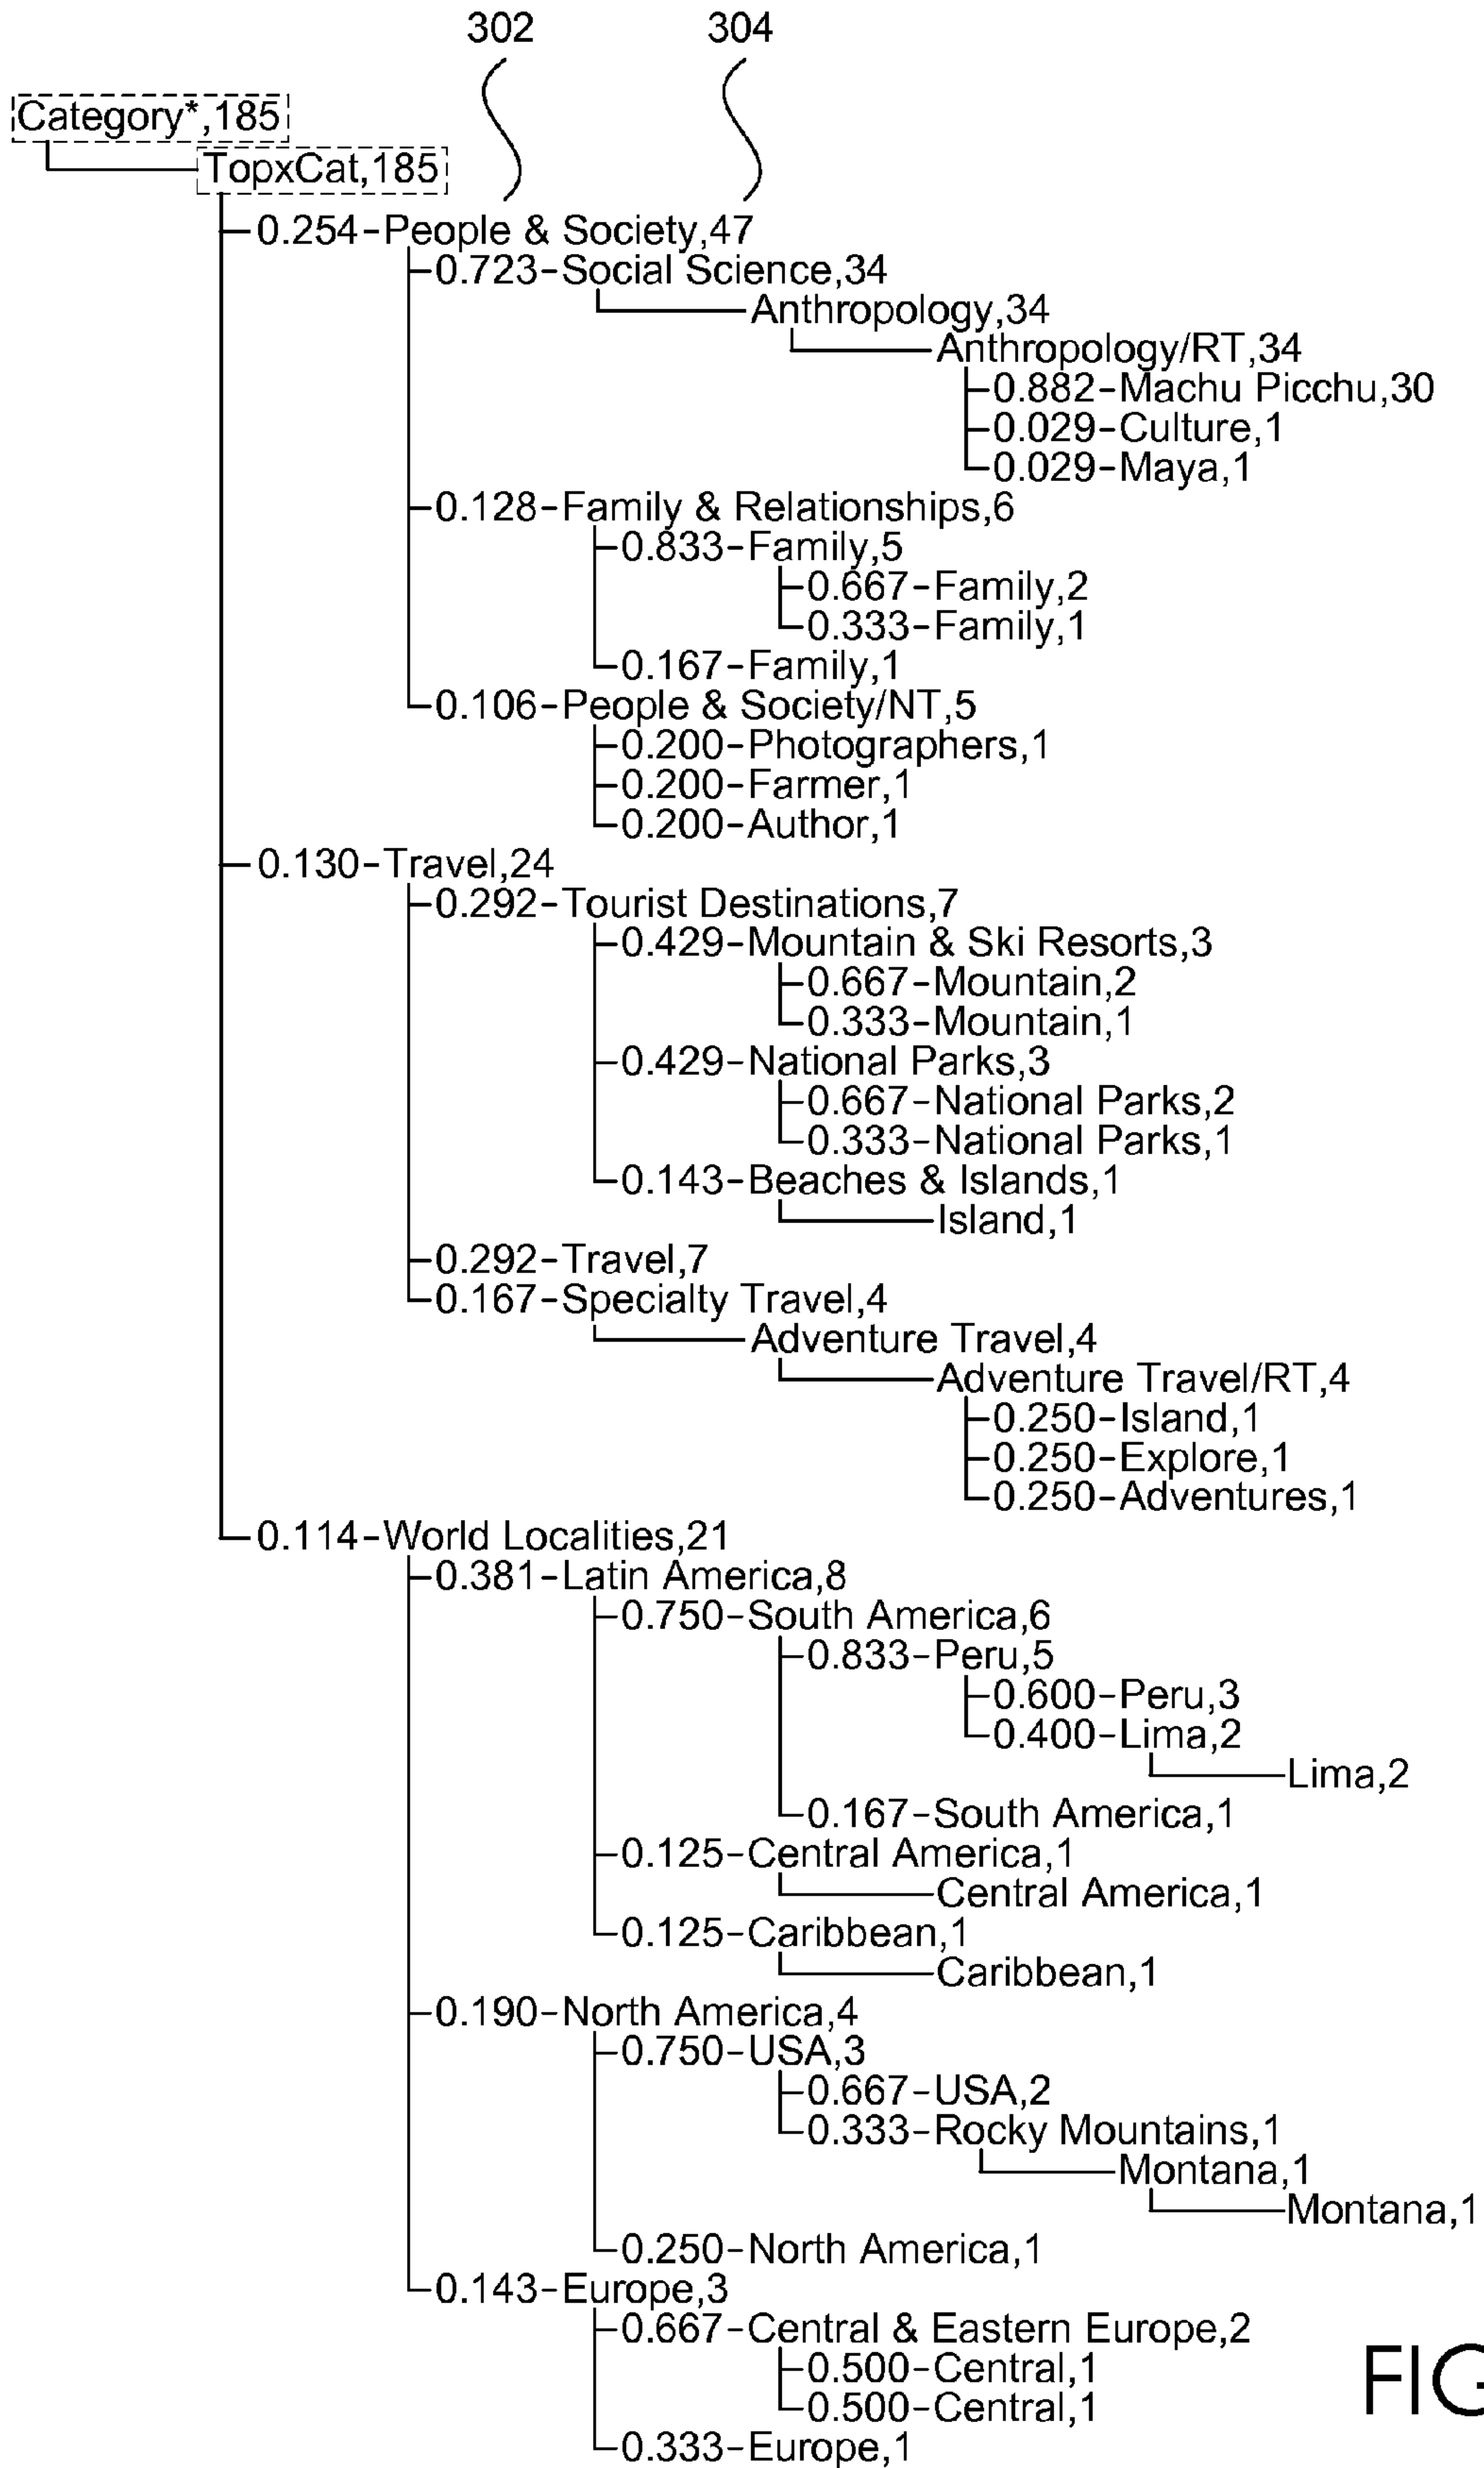 302 304
Category*,185
TopxCat,185
0.254-People & Society,47
0.723-Social Science,34
Anthropology,34
Anthropology/RT,34
0.882-Machu Picchu,30
0.029-Culture,1
0.029-Maya,1
0.128-Family & Relationships,6
0.833-Family,5
0.667-Family,2
0.333-Family,1
0.167-Family,1
0.106-People & Society/NT,5
0.200-Photographers,1
0.200-Farmer,1
0.200-Author,1
0.130-Travel,24
0.292-Tourist Destinations,7
0.429-Mountain & Ski Resorts,3
0.667-Mountain,2
0.333-Mountain,1
0.429-National Parks,3
0.667-National Parks,2
0.333-National Parks,1
0.143-Beaches & Islands,1
Island,1
0.292-Travel,7
0.167-Specialty Travel,4
Adventure Travel,4
Adventure Travel/RT,4
0.250-Island,1
0.250-Explore,1
0.250-Adventures,1
0.114-World Localities,21
0.381-Latin America,8
0.750-South America,6
0.833-Peru,5
0.600-Peru,3
0.400-Lima,2
Lima,2
0.167-South America,1
0.125-Central America,1
Central America,1
0.125-Caribbean,1
Caribbean,1
0.190-North America,4
0.750-USA,3
0.667-USA,2
0.333-Rocky Mountains,1
Montana,1
Montana,1
0.250-North America,1
0.143-Europe,3
0.667-Central & Eastern Europe,2
0.500-Central,1
0.500-Central,1
0.333-Europe,1